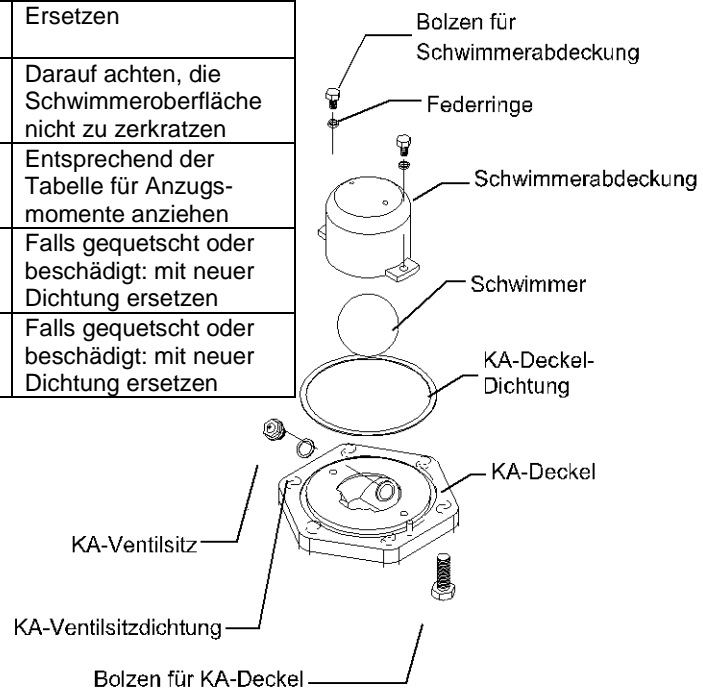 Ersetzen
Darauf achten, die
Schwimmeroberfläche
nicht zu zerkratzen
Entsprechend der
Tabelle für Anzugs-
momente anziehen
Falls gequetscht oder
beschädigt: mit neuer
Dichtung ersetzen
Falls gequetscht oder
beschädigt: mit neuer
Dichtung ersetzen
Bolzen für
Schwimmerabdeckung
Federringe
Schwimmerabdeckung
Schwimmer
KA-Deckel-
Dichtung
KA-Deckel
KA-Ventilsitz
KA-Ventilsitzdichtung
Bolzen für KA-Deckel